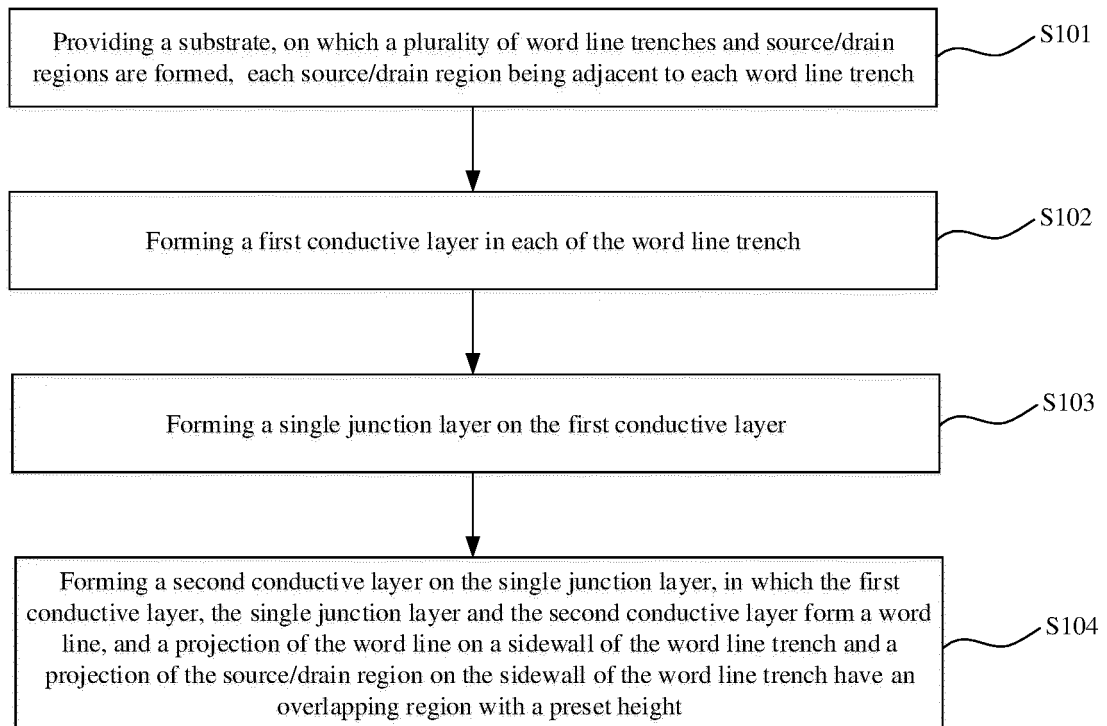 Providing a substrate, on which a plurality of word line trenches and source/drain
regions are formed, each source/drain region being adjacent to each word line trench
S101
Forming a first conductive layer in each of the word line trench
S102
Forming a single junction layer on the first conductive layer
S103
Forming a second conductive layer on the single junction layer, in which the first
conductive layer, the single junction layer and the second conductive layer form a word
line, and a projection of the word line on a sidewall of the word line trench and a
projection of the source/drain region on the sidewall of the word line trench have an
overlapping region with a preset height
S104